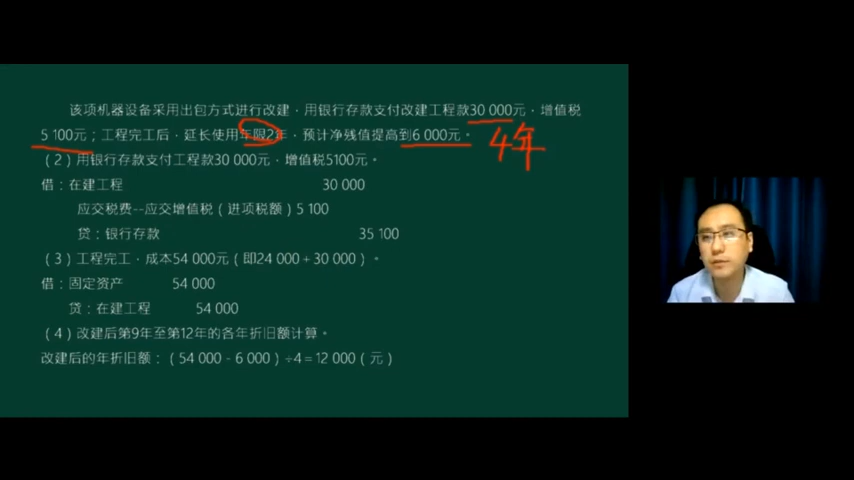 该项机器设备采用出包方式进行改建，用银行存款支付改建工程款30 000元，增值税
5 100元；工程完工后，延长使用年限2年，预计净残值提高到6 000元。
4年
（2）用银行存款支付工程款30 000元，增值税5100元。
借：在建工程 30 000
应交税费--应交增值税（进项税额）5 100
贷：银行存款 35 100
（3）工程完工，成本54 000元（即24 000＋30 000）。
借：固定资产 54 000
贷：在建工程 54 000
（4）改建后第9年至第12年的各年折旧额计算。
改建后的年折旧额：（54 000－6 000）÷4＝12 000（元）